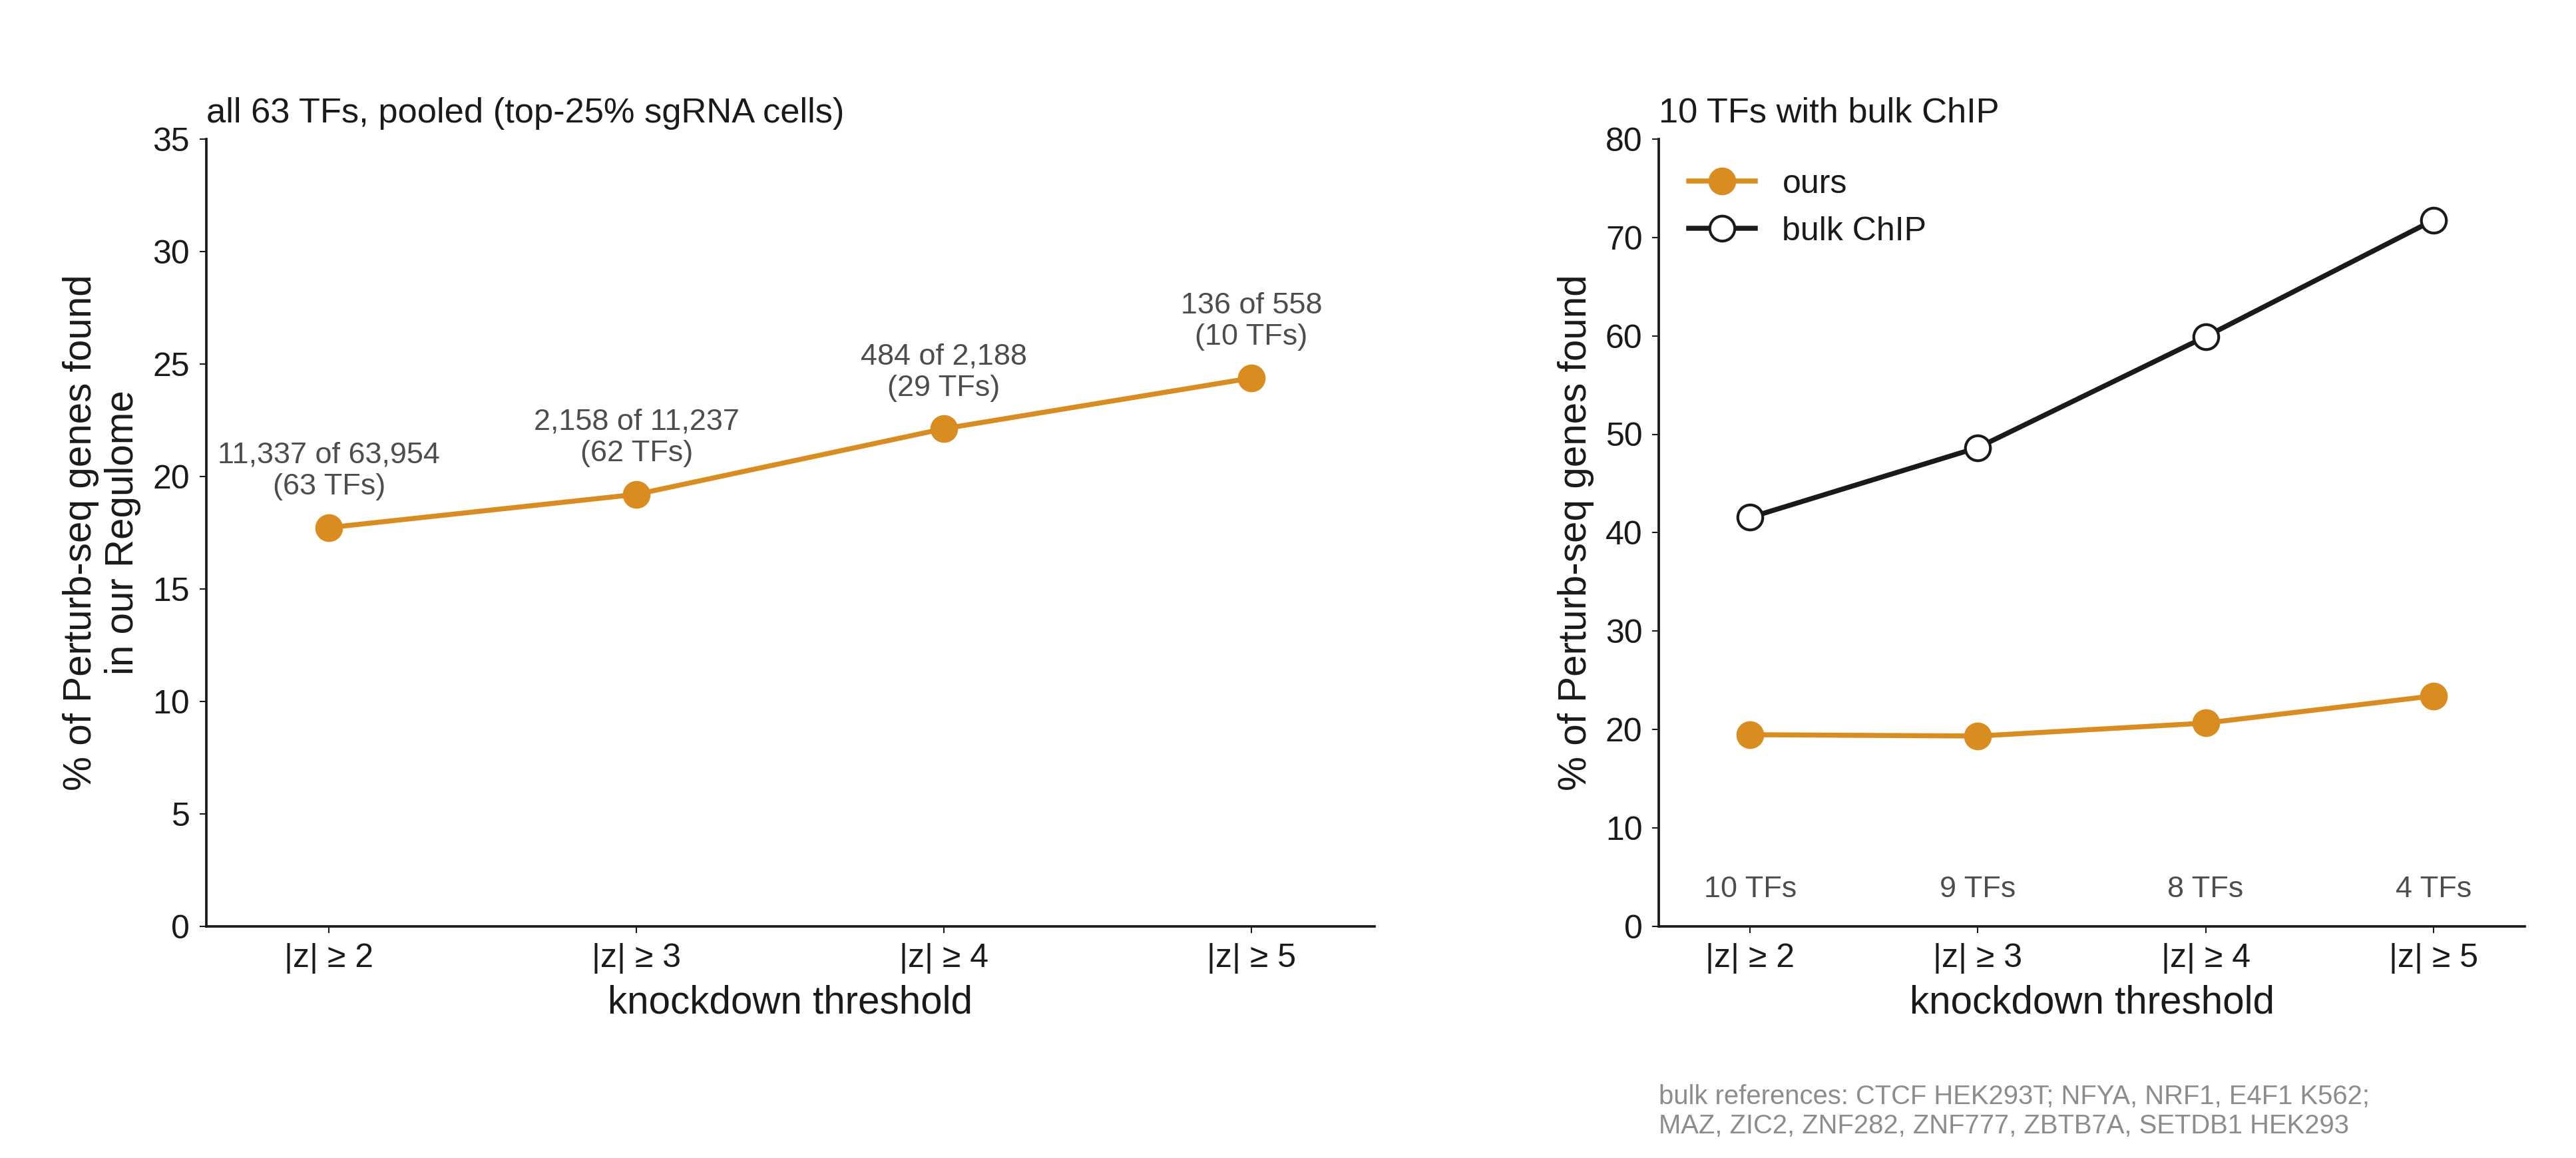 all 63 TFs, pooled (top-25% sgRNA cells)
% of Perturb-seq genes found
in our Regulome
35
30
25
20
15
10
5
0
11,337 of 63,954
(63 TFs)
2,158 of 11,237
(62 TFs)
484 of 2,188
(29 TFs)
136 of 558
(10 TFs)
|z| ≥ 2
|z| ≥ 3
|z| ≥ 4
|z| ≥ 5
knockdown threshold
10 TFs with bulk ChIP
% of Perturb-seq genes found
80
70
60
50
40
30
20
10
0
ours
bulk ChIP
10 TFs
9 TFs
8 TFs
4 TFs
|z| ≥ 2
|z| ≥ 3
|z| ≥ 4
|z| ≥ 5
knockdown threshold
bulk references: CTCF HEK293T; NFYA, NRF1, E4F1 K562;
MAZ, ZIC2, ZNF282, ZNF777, ZBTB7A, SETDB1 HEK293